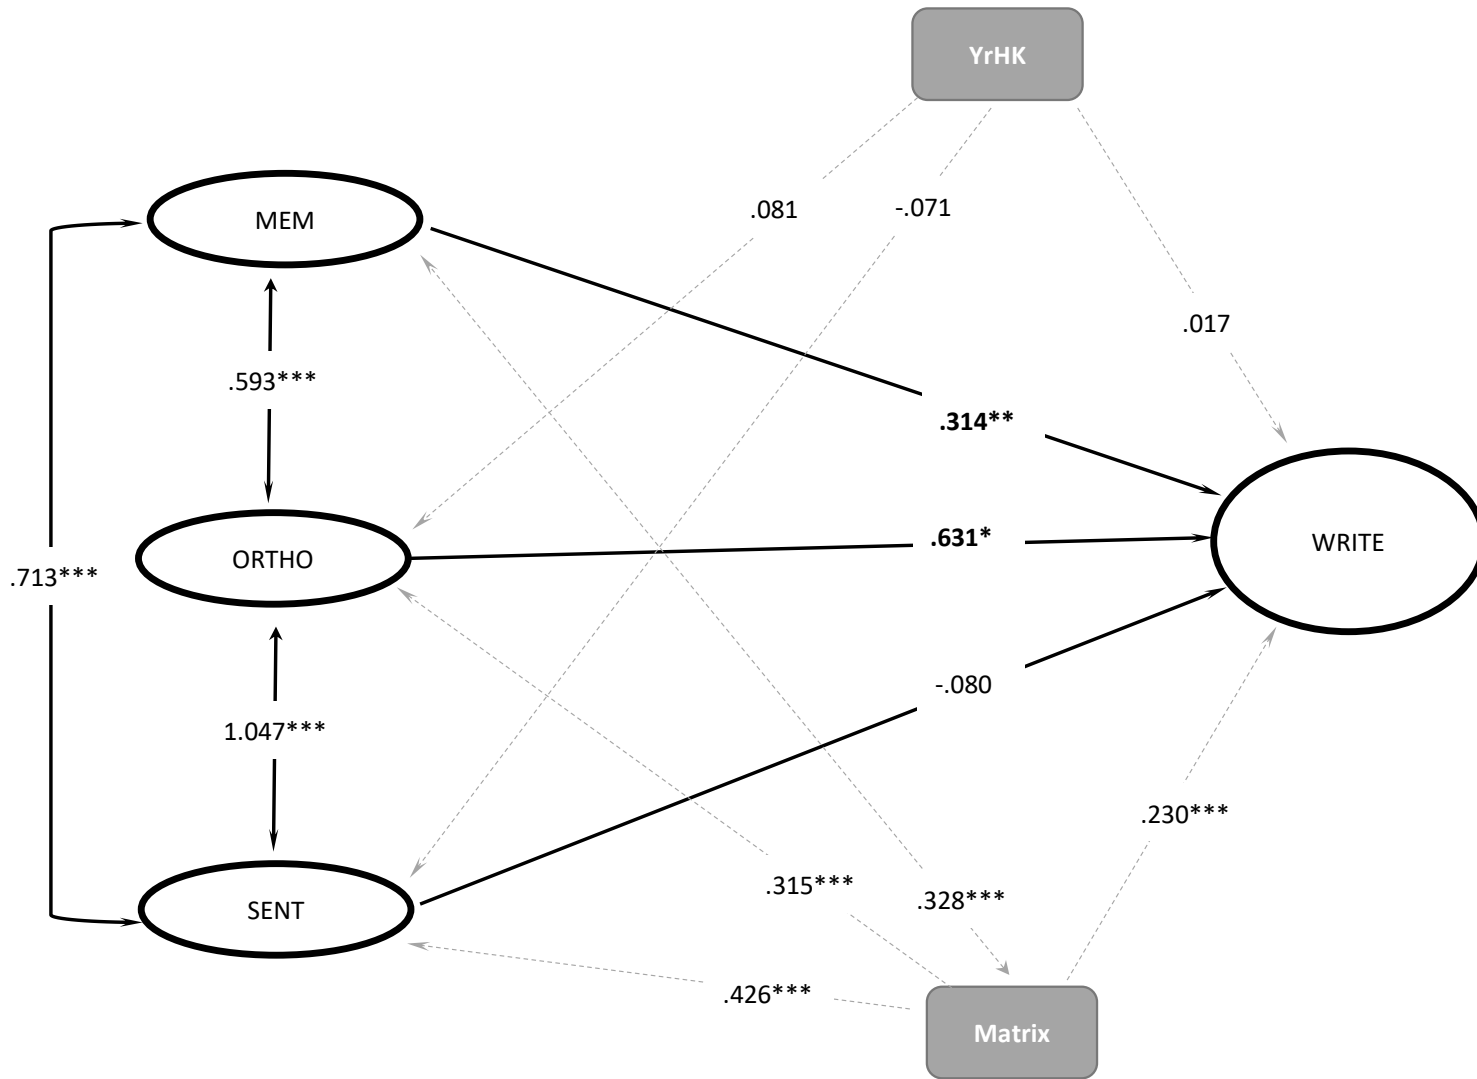 YrHK
.081
-.071
MEM
.017
.593***
.314**
.631*
WRITE
ORTHO
.713***
-.080
1.047***
.230***
.315***
.328***
SENT
.426***
Matrix